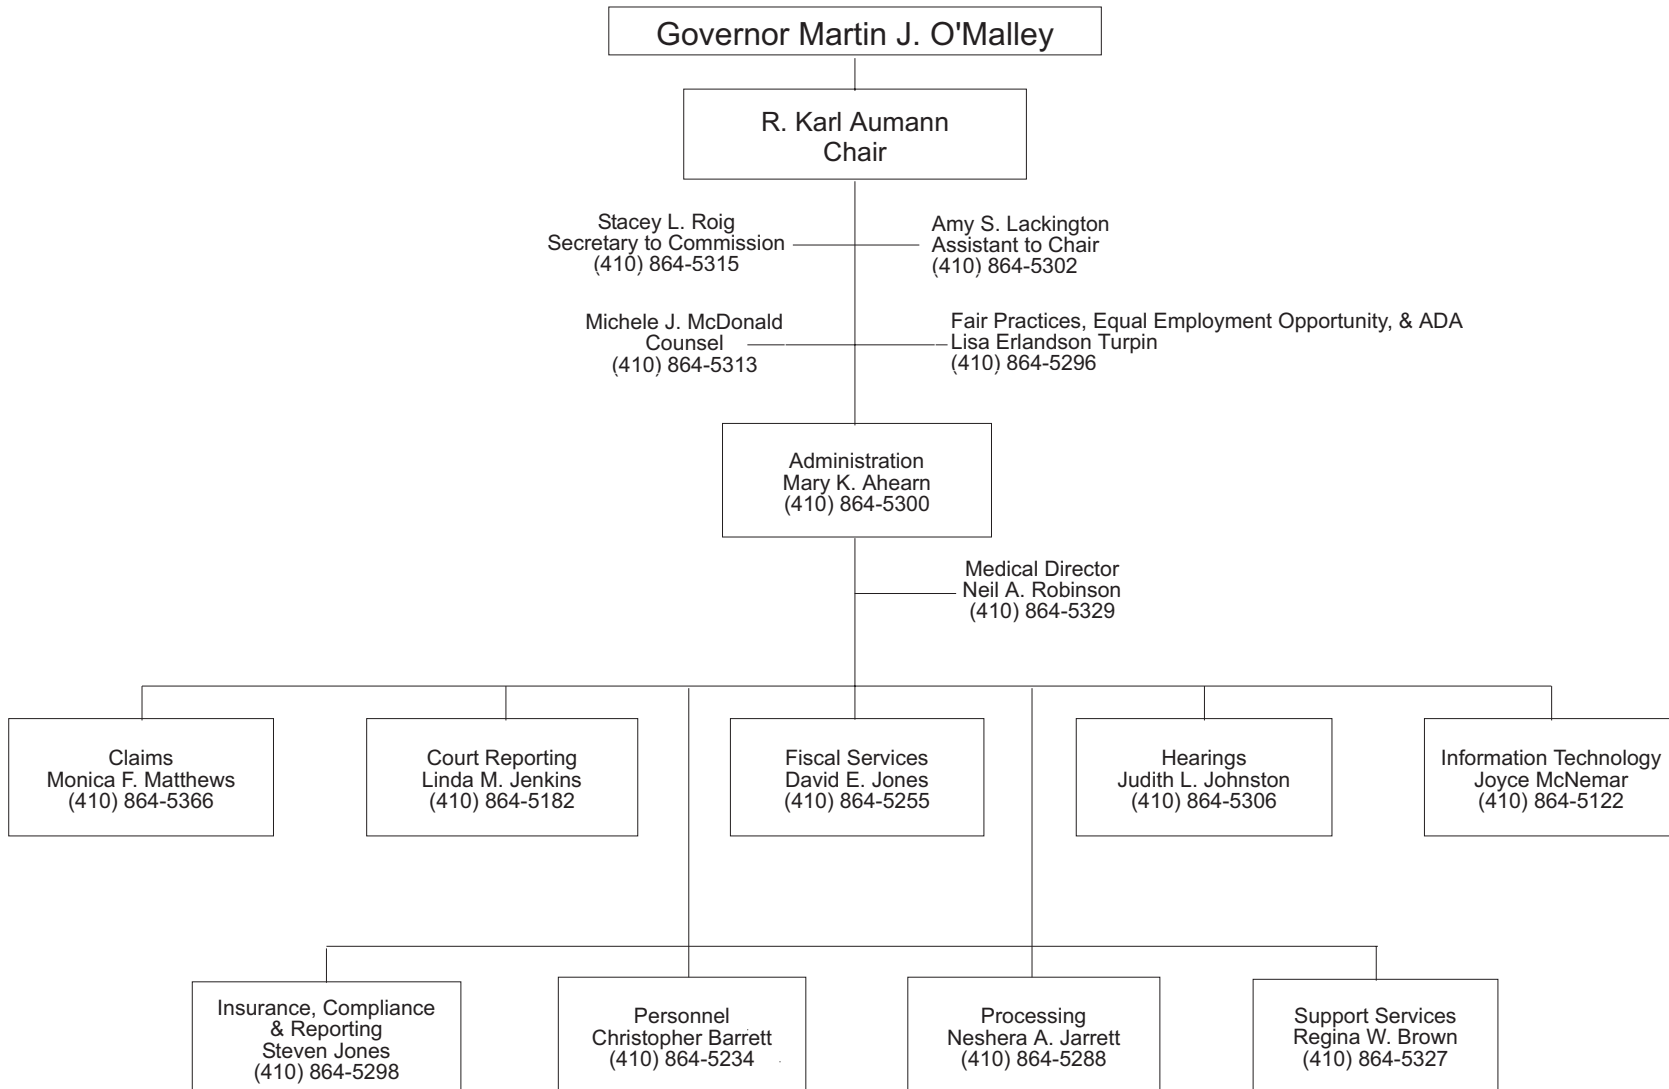 Governor Martin J. O'Malley
R. Karl Aumann
Chair
Stacey L. Roig
Secretary to Commission
(410) 864-5315
Amy S. Lackington
Assistant to Chair
(410) 864-5302
Michele J. McDonald
Counsel
(410) 864-5313
Fair Practices, Equal Employment Opportunity, & ADA
Lisa Erlandson Turpin
(410) 864-5296
Administration
Mary K. Ahearn
(410) 864-5300
Medical Director
Neil A. Robinson
(410) 864-5329
Claims
Monica F. Matthews
(410) 864-5366
Court Reporting
Linda M. Jenkins
(410) 864-5182
Fiscal Services
David E. Jones
(410) 864-5255
Hearings
Judith L. Johnston
(410) 864-5306
Information Technology
Joyce McNemar
(410) 864-5122
Insurance, Compliance
& Reporting
Steven Jones
(410) 864-5298
Personnel
Christopher Barrett
(410) 864-5234
Processing
Neshera A. Jarrett
(410) 864-5288
Support Services
Regina W. Brown
(410) 864-5327